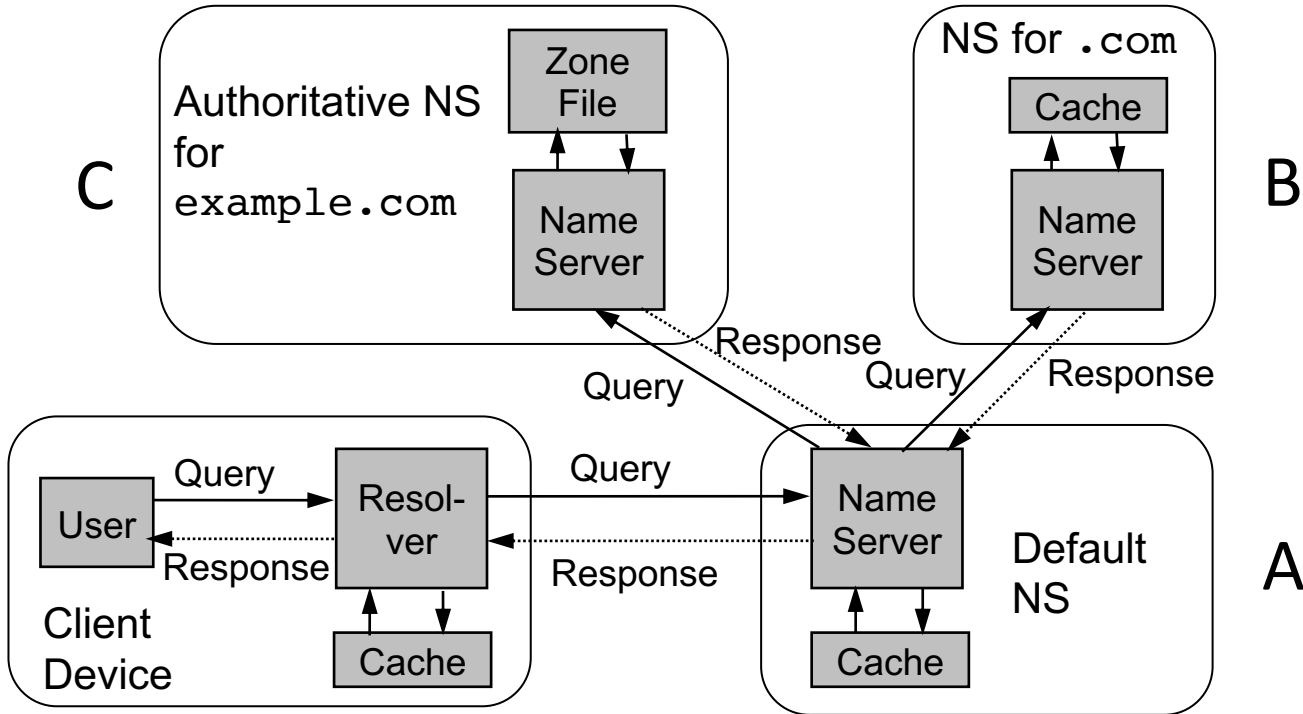 C
Authoritative NS
for
example.com
Zone
File
Name
Server
NS for .com
Cache
Name
Server
B
Response
Query
Query
Response
User
Query
Response
Resol-
ver
Cache
Client
Device
Query
Response
Name
Server
Cache
Default
NS
A